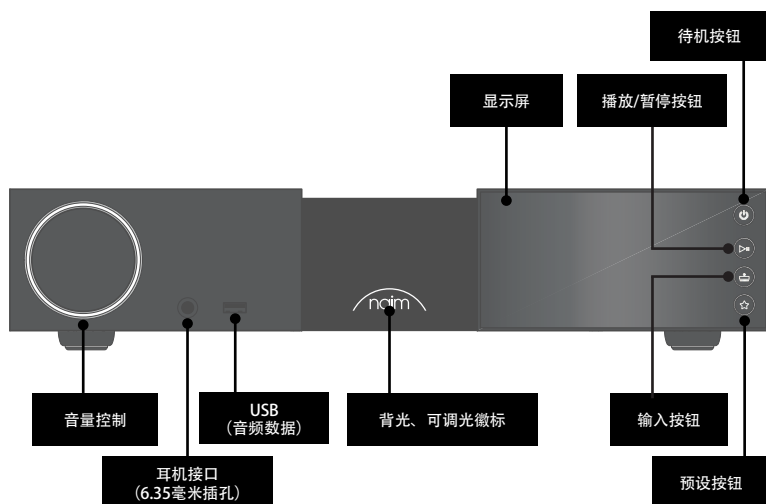 待机按钮
显示屏
播放/暂停按钮
naim
音量控制
耳机接口
(6.35毫米插孔)
USB
(音频数据)
背光、可调光徽标
输入按钮
预设按钮